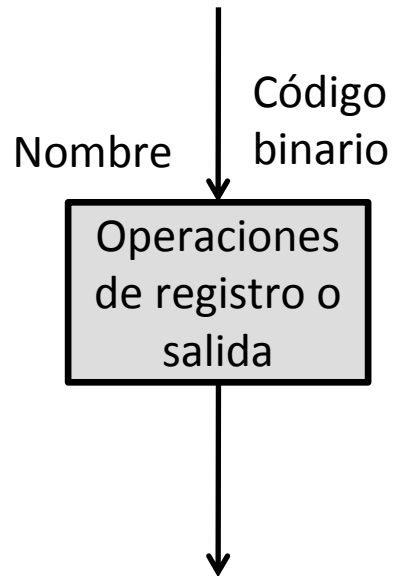 Nombre
Código
binario
Operaciones
de registro o
salida